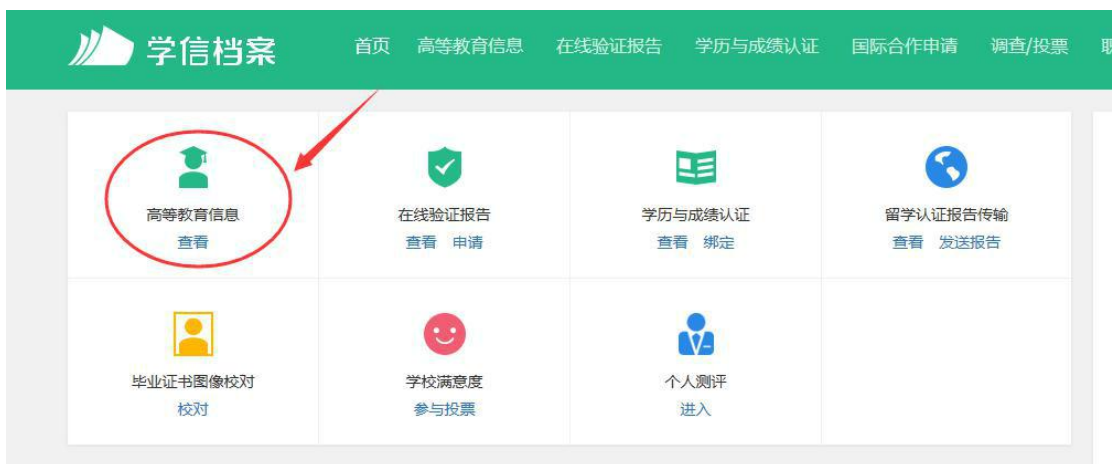 学信档案
首页 高等教育信息 在线验证报告 学历与成绩认证 国际合作申请 调查/投票
高等教育信息 在线验证报告 学历与成绩认证 留学认证报告传输
查看 查看 申请 查看 绑定 查看 发送报告
毕业证书图像校对 学校满意度 个人测评
校对 参与投票 进入